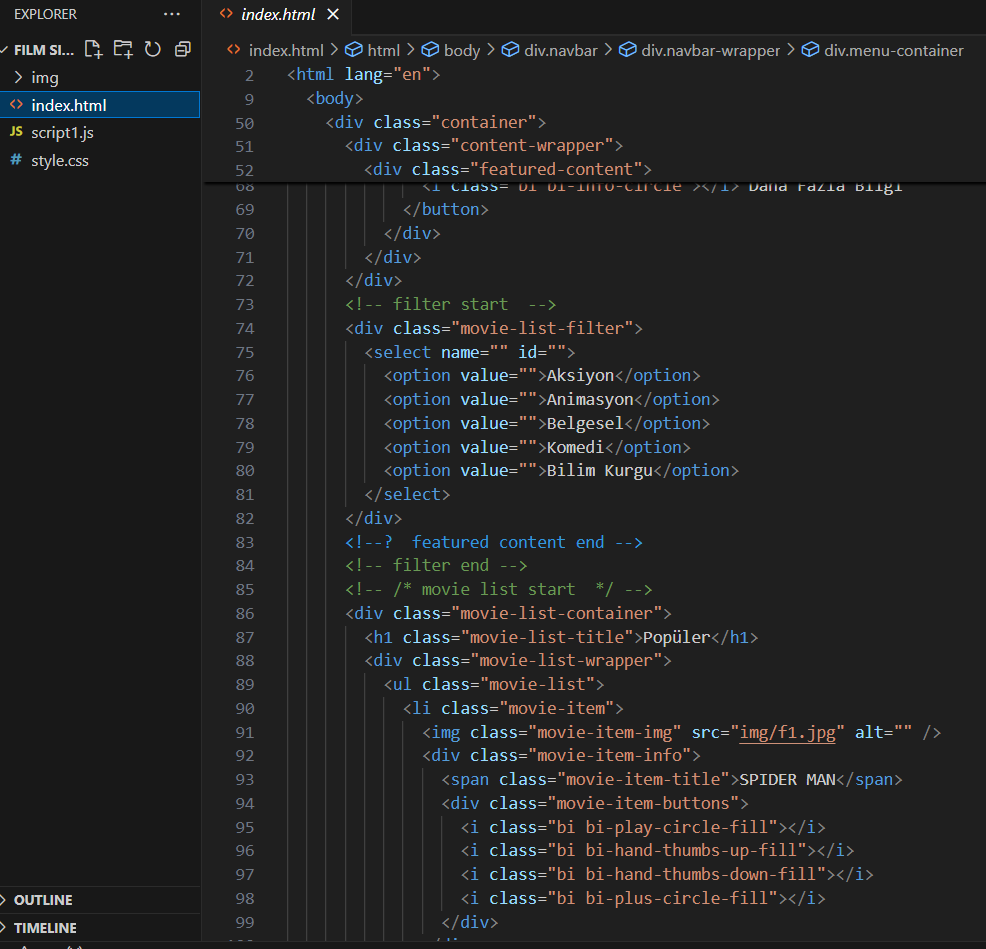 EXPLORER ...
FILM Sİ...
img
index.html
JS script1.js
# style.css
OUTLINE
TIMELINE
index.html
index.html > html > body > div.navbar > div.navbar-wrapper > div.menu-container
2 <html lang="en">
9 <body>
50 <div class="container">
51 <div class="content-wrapper">
52 <div class="featured-content">
68 <i class="bi bi-info-circle"></i> Daha Fazla Bilgi
69 </button>
70 </div>
71 </div>
72 </div>
73 <!-- filter start  -->
74 <div class="movie-list-filter">
75 <select name="" id="">
76 <option value="">Aksiyon</option>
77 <option value="">Animasyon</option>
78 <option value="">Belgesel</option>
79 <option value="">Komedi</option>
80 <option value="">Bilim Kurgu</option>
81 </select>
82 </div>
83 <!--?  featured content end -->
84 <!-- filter end -->
85 <!-- /* movie list start  */ -->
86 <div class="movie-list-container">
87 <h1 class="movie-list-title">Popüler</h1>
88 <div class="movie-list-wrapper">
89 <ul class="movie-list">
90 <li class="movie-item">
91 <img class="movie-item-img" src="img/f1.jpg" alt="" />
92 <div class="movie-item-info">
93 <span class="movie-item-title">SPIDER MAN</span>
94 <div class="movie-item-buttons">
95 <i class="bi bi-play-circle-fill"></i>
96 <i class="bi bi-hand-thumbs-up-fill"></i>
97 <i class="bi bi-hand-thumbs-down-fill"></i>
98 <i class="bi bi-plus-circle-fill"></i>
99 </div>